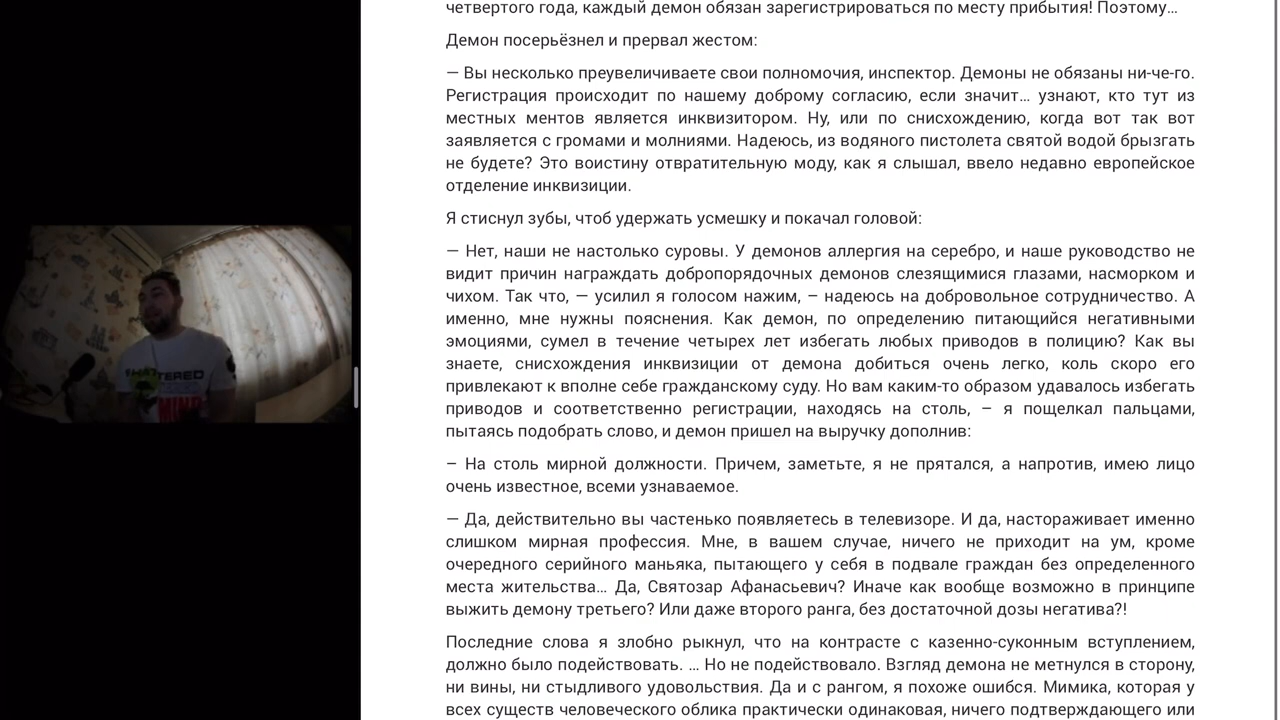 четвертого года, каждый демон обязан зарегистрироваться по месту прибытия! Поэтому…
Демон посерьёзнел и прервал жестом:
— Вы несколько преувеличиваете свои полномочия, инспектор. Демоны не обязаны ни-че-го.
Регистрация происходит по нашему доброму согласию, если значит… узнают, кто тут из
местных ментов является инквизитором. Ну, или по снисхождению, когда вот так вот
заявляется с громами и молниями. Надеюсь, из водяного пистолета святой водой брызгать
не будете? Это воистину отвратительную моду, как я слышал, ввело недавно европейское
отделение инквизиции.
Я стиснул зубы, чтоб удержать усмешку и покачал головой:
— Нет, наши не настолько суровы. У демонов аллергия на серебро, и наше руководство не
видит причин награждать добропорядочных демонов слезящимися глазами, насморком и
чихом. Так что, — усилил я голосом нажим, – надеюсь на добровольное сотрудничество. А
именно, мне нужны пояснения. Как демон, по определению питающийся негативными
эмоциями, сумел в течение четырех лет избегать любых приводов в полицию? Как вы
знаете, снисхождения инквизиции от демона добиться очень легко, коль скоро его
привлекают к вполне себе гражданскому суду. Но вам каким-то образом удавалось избегать
приводов и соответственно регистрации, находясь на столь, – я пощелкал пальцами,
пытаясь подобрать слово, и демон пришел на выручку дополнив:
– На столь мирной должности. Причем, заметьте, я не прятался, а напротив, имею лицо
очень известное, всеми узнаваемое.
— Да, действительно вы частенько появляетесь в телевизоре. И да, настораживает именно
слишком мирная профессия. Мне, в вашем случае, ничего не приходит на ум, кроме
очередного серийного маньяка, пытающего у себя в подвале граждан без определенного
места жительства… Да, Святозар Афанасьевич? Иначе как вообще возможно в принципе
выжить демону третьего? Или даже второго ранга, без достаточной дозы негатива?!
Последние слова я злобно рыкнул, что на контрасте с казенно-суконным вступлением,
должно было подействовать. … Но не подействовало. Взгляд демона не метнулся в сторону,
ни вины, ни стыдливого удовольствия. Да и с рангом, я похоже ошибся. Мимика, которая у
всех существ человеческого облика практически одинаковая, ничего подтверждающего или